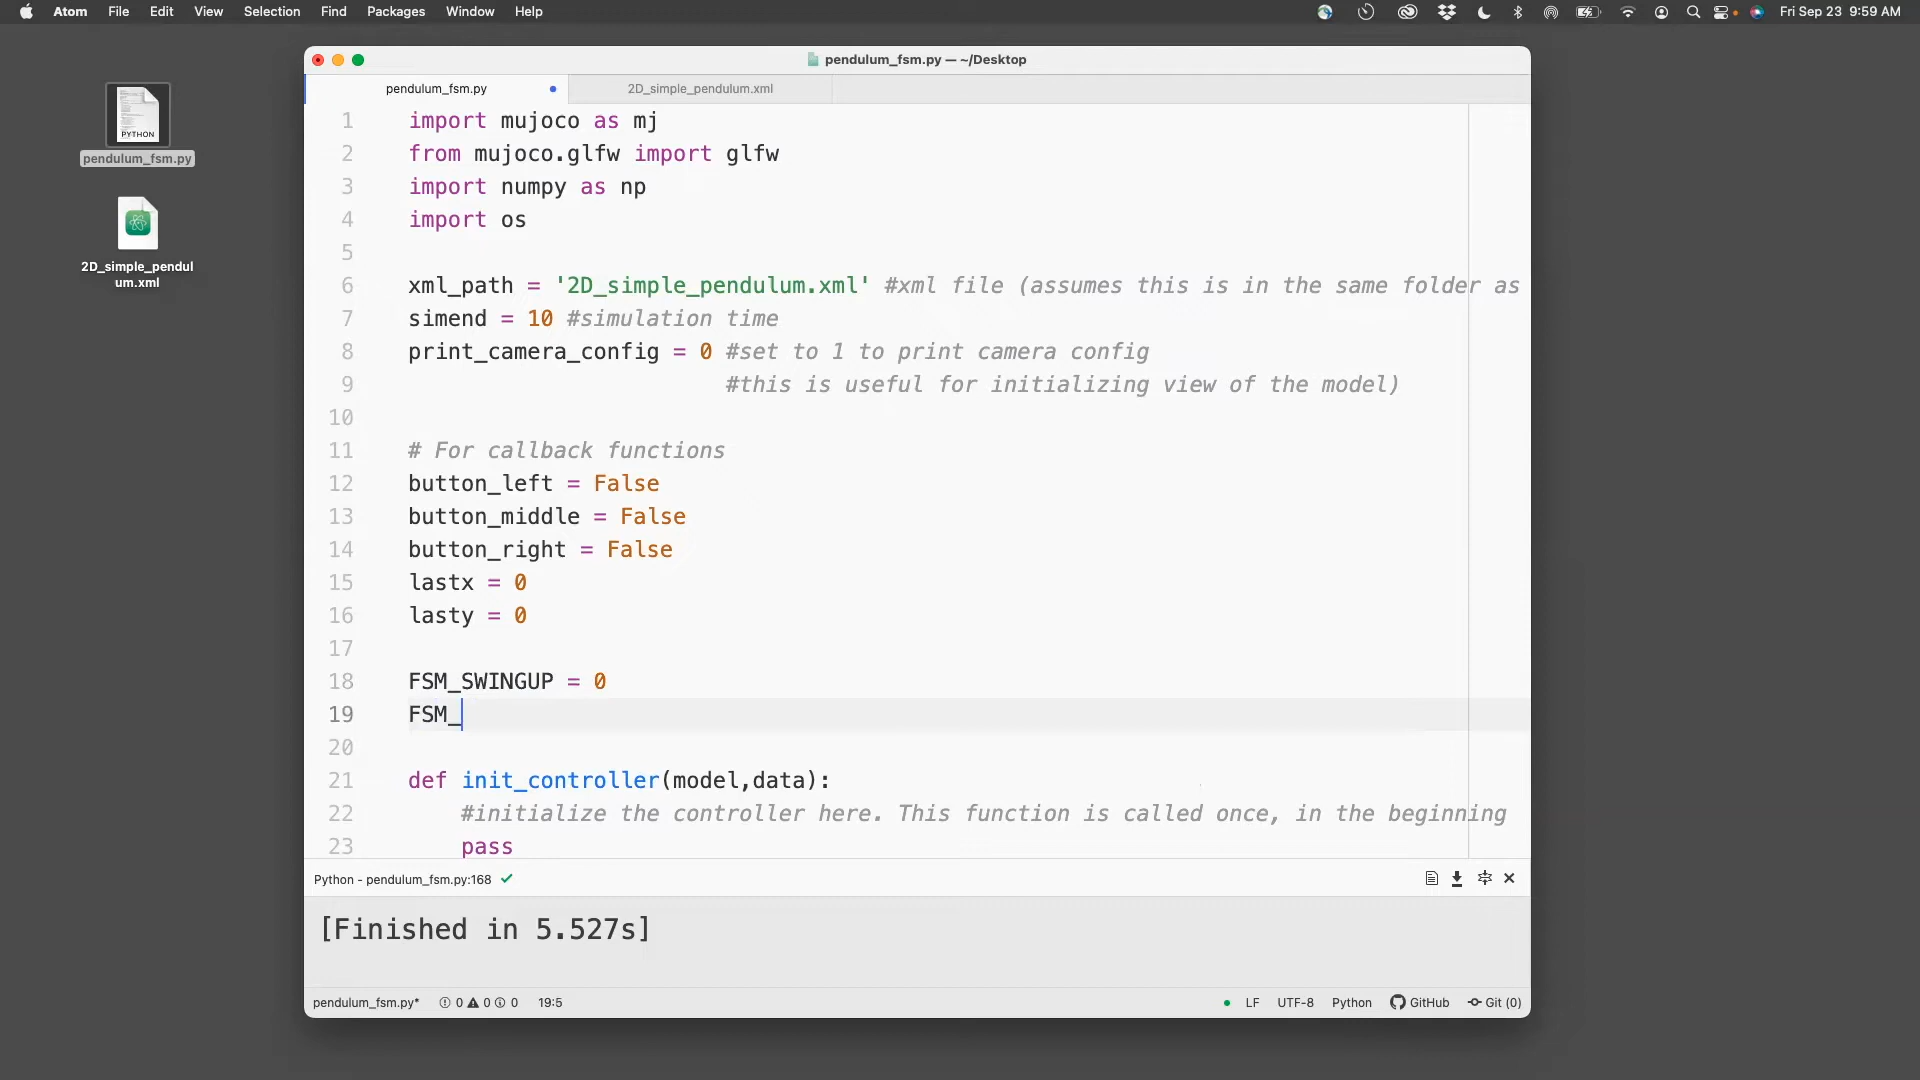 Atom File Edit View Selection Find Packages Window Help Fri Sep 23 9:59 AM
PYTHON
pendulum_fsm.py
2D_simple_pendul
um.xml
pendulum_fsm.py — ~/Desktop
pendulum_fsm.py 2D_simple_pendulum.xml
1 import mujoco as mj
2 from mujoco.glfw import glfw
3 import numpy as np
4 import os
5
6 xml_path = '2D_simple_pendulum.xml' #xml file (assumes this is in the same folder as
7 simend = 10 #simulation time
8 print_camera_config = 0 #set to 1 to print camera config
9 #this is useful for initializing view of the model)
10
11 # For callback functions
12 button_left = False
13 button_middle = False
14 button_right = False
15 lastx = 0
16 lasty = 0
17
18 FSM_SWINGUP = 0
19 FSM_
20
21 def init_controller(model,data):
22 #initialize the controller here. This function is called once, in the beginning
23 pass
Python - pendulum_fsm.py:168
[Finished in 5.527s]
pendulum_fsm.py* 0 0 0 19:5 LF UTF-8 Python GitHub Git (0)